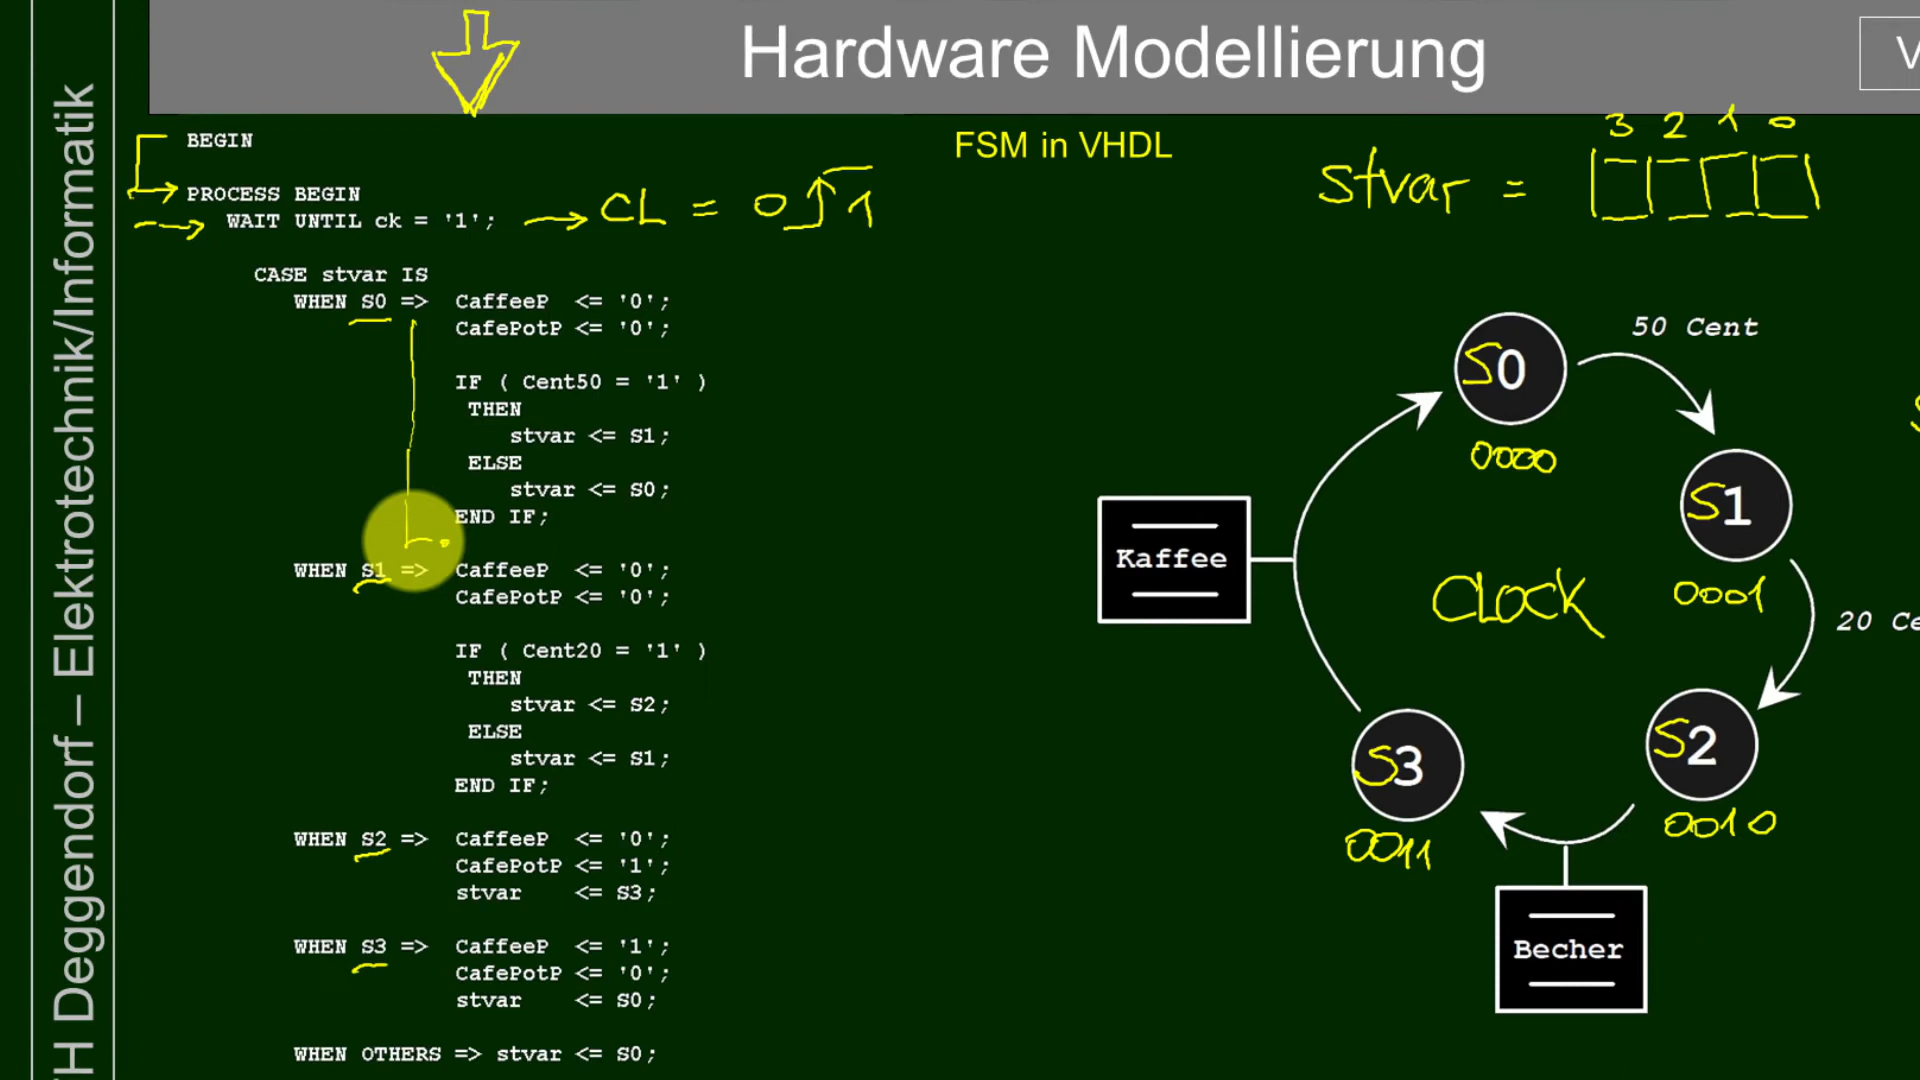 Hardware Modellierung
V
TH Deggendorf – Elektrotechnik/Informatik
BEGIN
PROCESS BEGIN
WAIT UNTIL ck = '1';
CL = 0 1
CASE stvar IS
WHEN S0 => CaffeeP <= '0';
CafePotP <= '0';
IF ( Cent50 = '1' )
THEN
stvar <= S1;
ELSE
stvar <= S0;
END IF;
WHEN S1 => CaffeeP <= '0';
CafePotP <= '0';
IF ( Cent20 = '1' )
THEN
stvar <= S2;
ELSE
stvar <= S1;
END IF;
WHEN S2 => CaffeeP <= '0';
CafePotP <= '1';
stvar <= S3;
WHEN S3 => CaffeeP <= '1';
CafePotP <= '0';
stvar <= S0;
WHEN OTHERS => stvar <= S0;
FSM in VHDL
3 2 1 0
stvar =
50 Cent
S0
0000
S1
0001
Kaffee
CLOCK
20 Ce
S3
0011
S2
0010
Becher